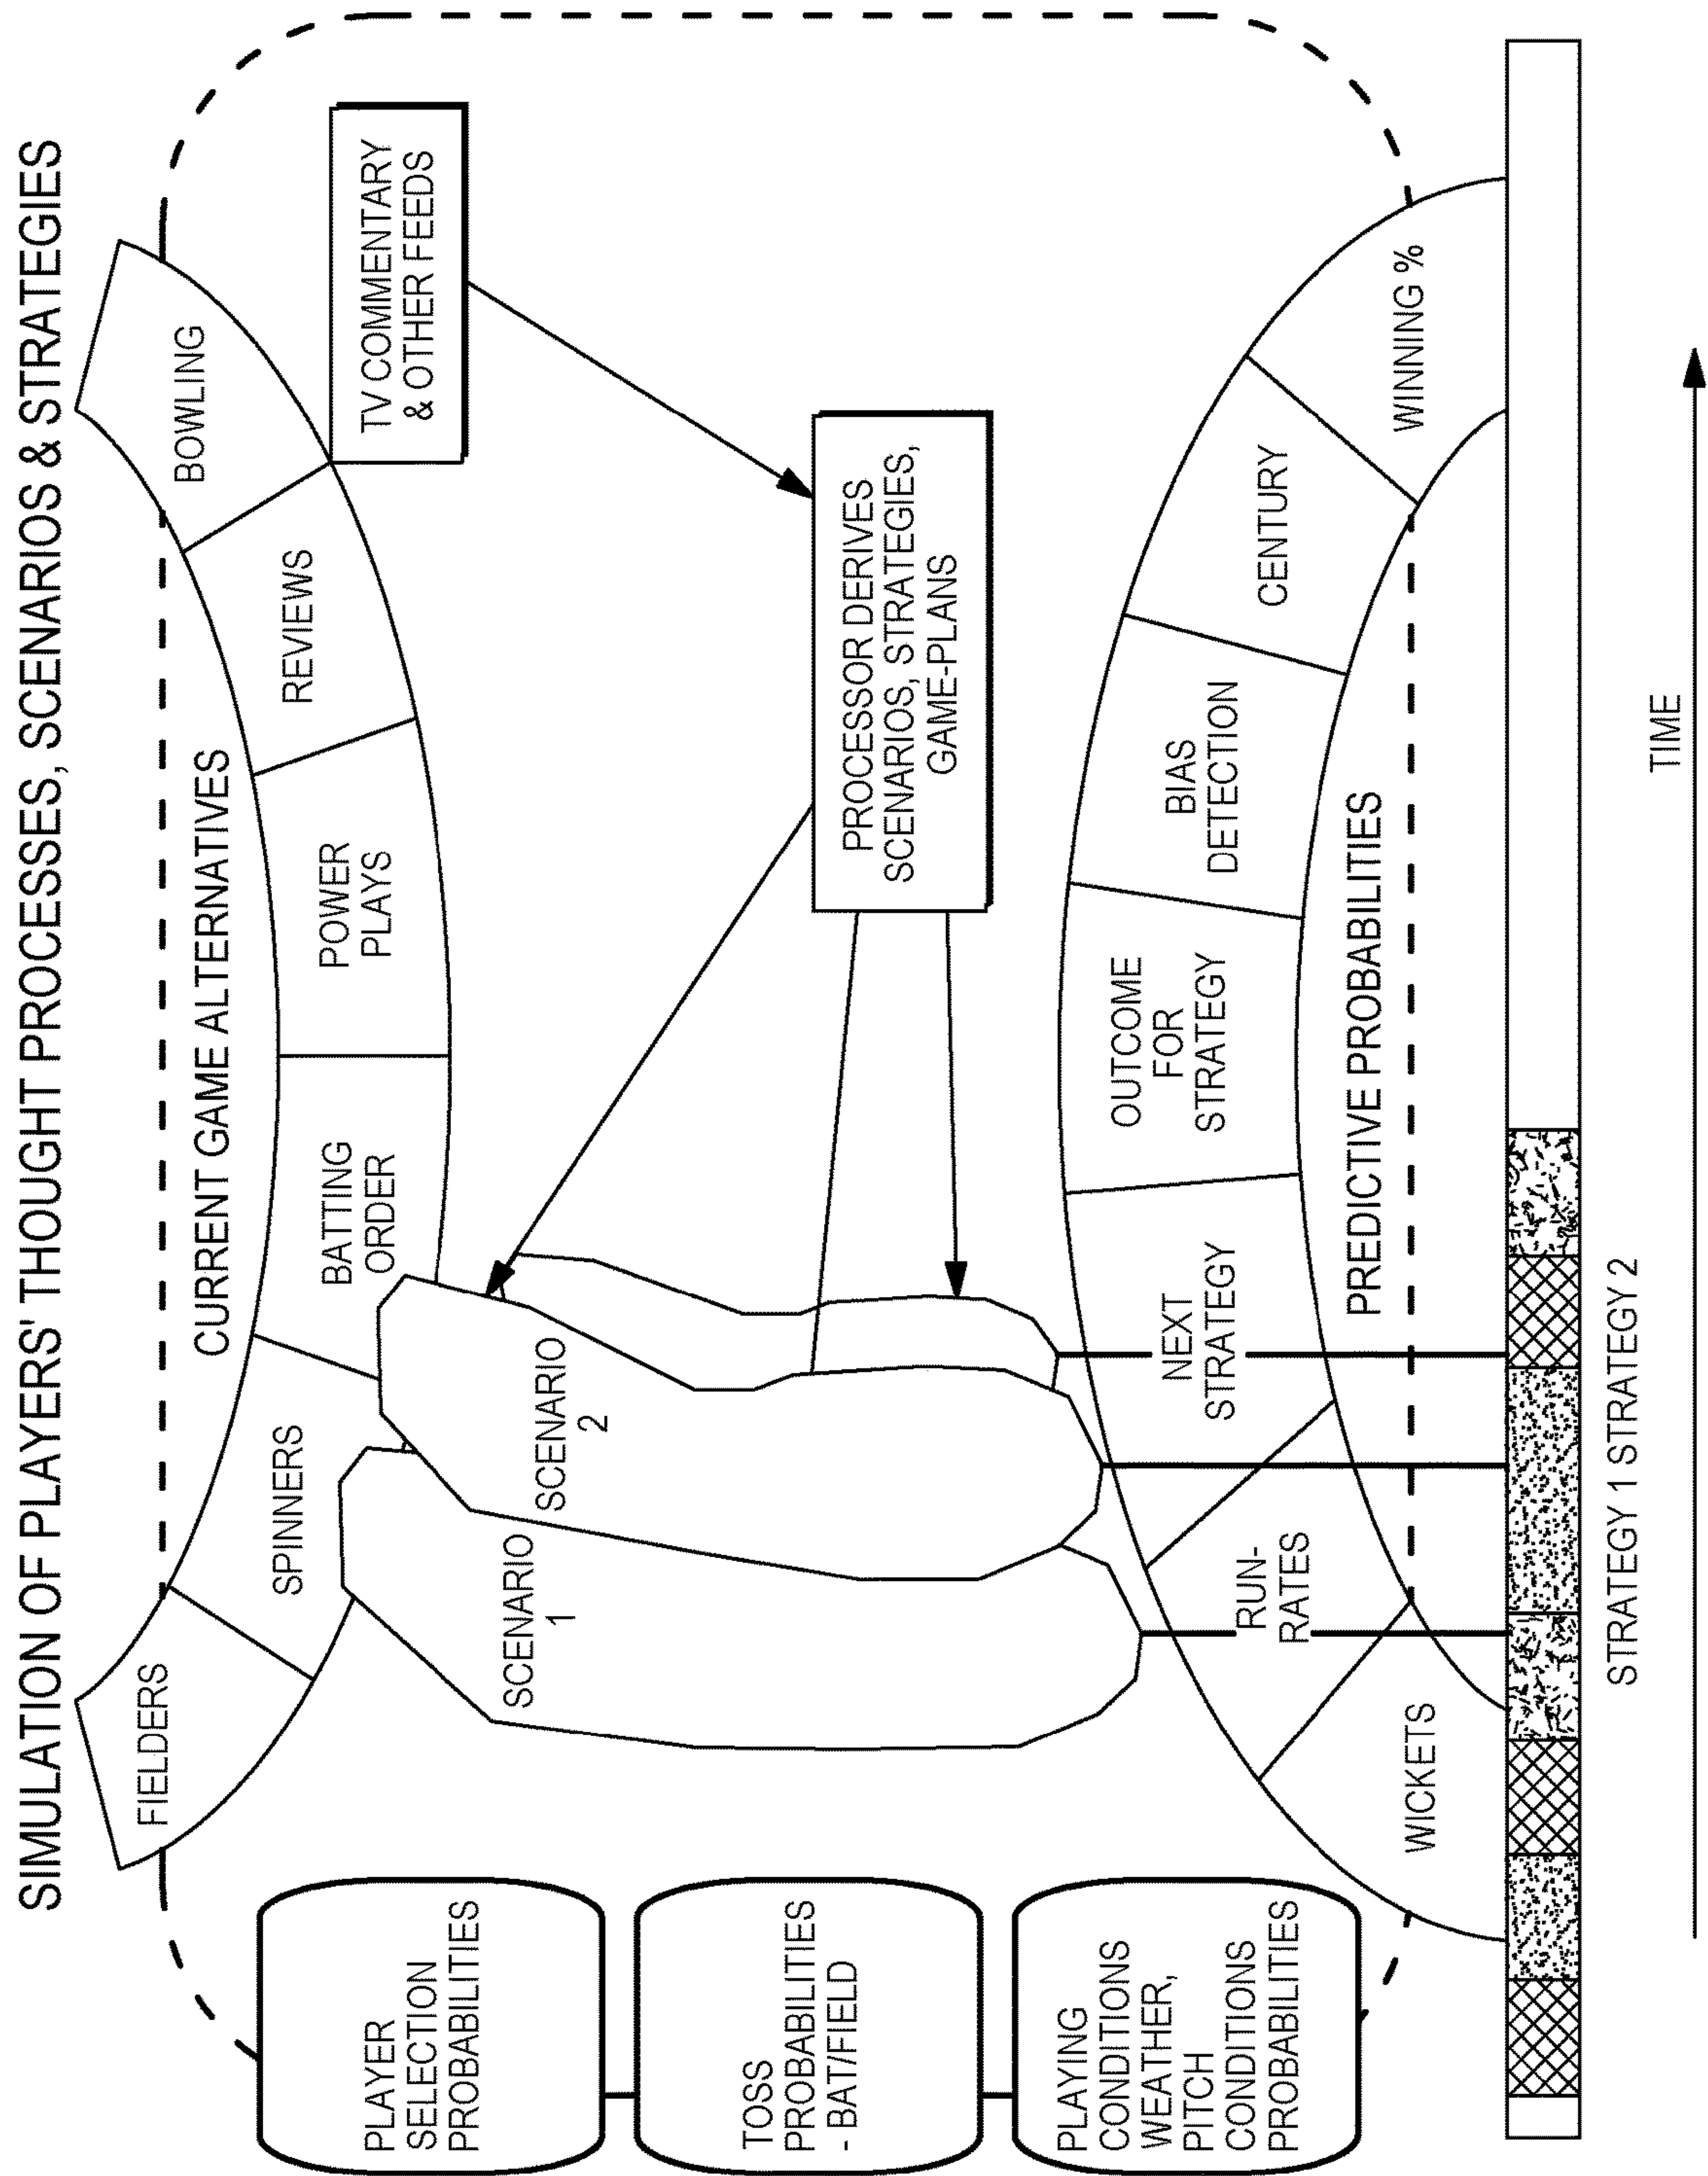 SIMULATION OF PLAYERS' THOUGHT PROCESSES, SCENARIOS & STRATEGIES
CURRENT GAME ALTERNATIVES
FIELDERS
SPINNERS
BATTING
ORDER
POWER
PLAYS
REVIEWS
BOWLING
TV COMMENTARY
& OTHER FEEDS
PLAYER
SELECTION
PROBABILITIES
TOSS
PROBABILITIES
- BAT/FIELD
PLAYING
CONDITIONS
WEATHER,
PITCH
CONDITIONS
PROBABILITIES
SCENARIO
1
SCENARIO
2
PROCESSOR DERIVES
SCENARIOS, STRATEGIES,
GAME-PLANS
WICKETS
RUN-
RATES
NEXT
STRATEGY
OUTCOME
FOR
STRATEGY
BIAS
DETECTION
CENTURY
WINNING %
PREDICTIVE PROBABILITIES
STRATEGY 1 STRATEGY 2
TIME